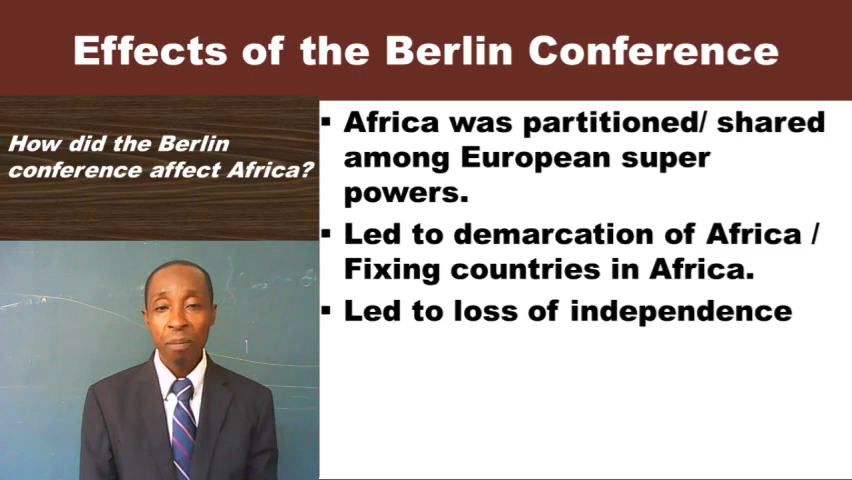 Effects of the Berlin Conference
How did the Berlin
conference affect Africa?
▪ Africa was partitioned/ shared
among European super
powers.
▪ Led to demarcation of Africa /
Fixing countries in Africa.
▪ Led to loss of independence